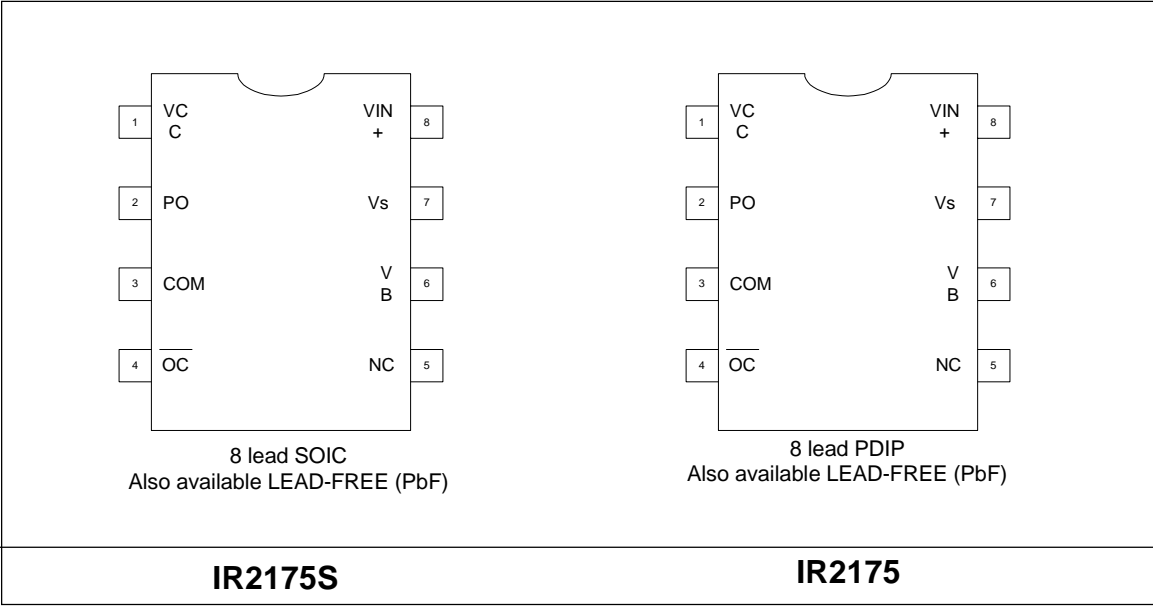 1 VC
C
VIN
+ 8
2 PO Vs 7
3 COM V
B 6
4 OC NC 5
8 lead SOIC
Also available LEAD-FREE (PbF)
IR2175S
1 VC
C
VIN
+ 8
2 PO Vs 7
3 COM V
B 6
4 OC NC 5
8 lead PDIP
Also available LEAD-FREE (PbF)
IR2175